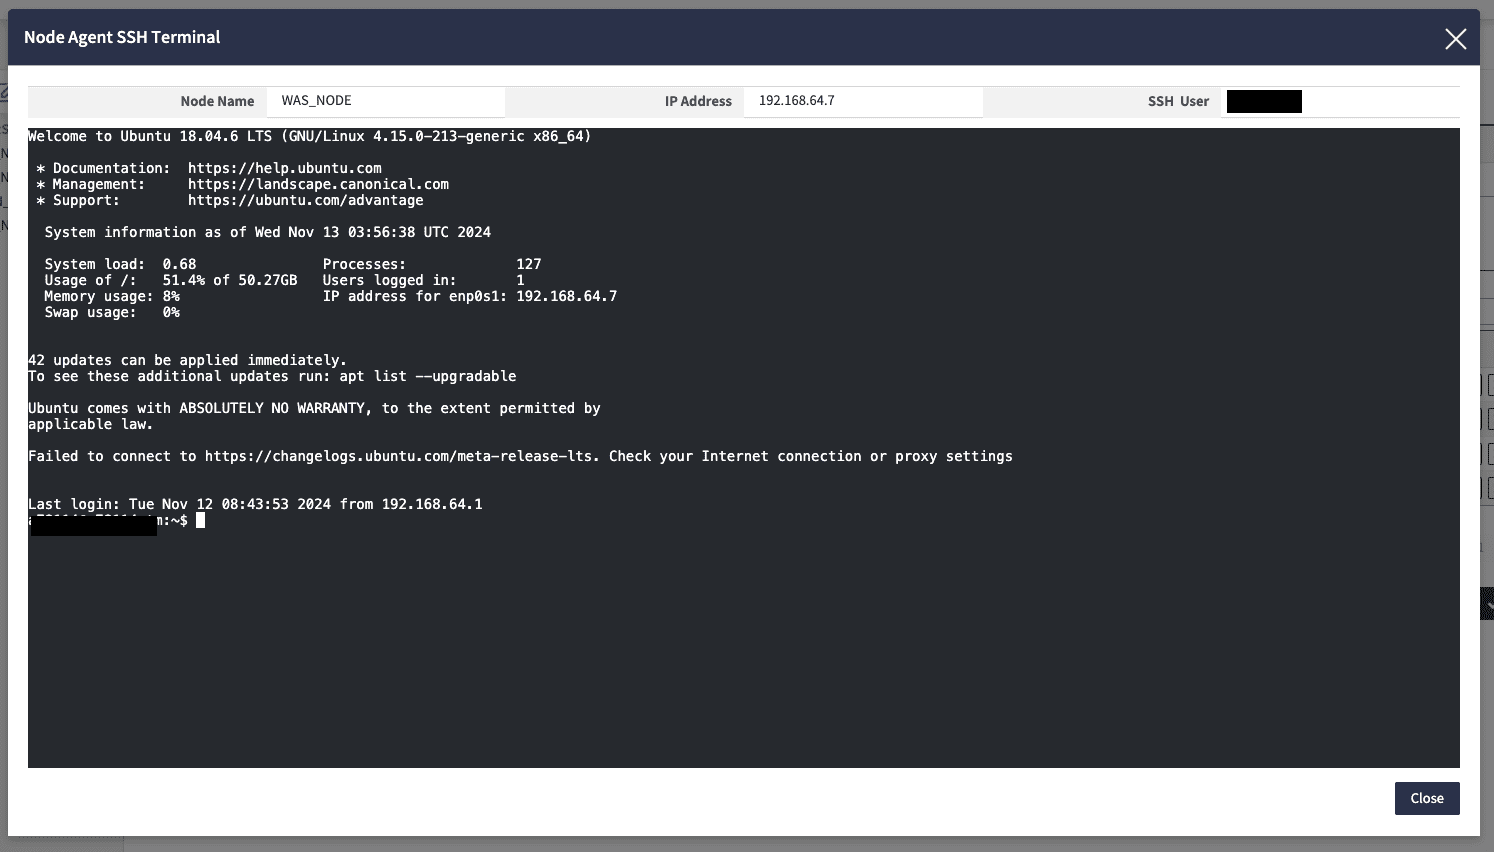 Node Agent SSH Terminal
Node Name WAS_NODE IP Address 192.168.64.7 SSH User
Welcome to Ubuntu 18.04.6 LTS (GNU/Linux 4.15.0-213-generic x86_64)
* Documentation: https://help.ubuntu.com
* Management: https://landscape.canonical.com
* Support: https://ubuntu.com/advantage
System information as of Wed Nov 13 03:56:38 UTC 2024
System load: 0.68 Processes: 127
Usage of /: 51.4% of 50.27GB Users logged in: 1
Memory usage: 8% IP address for enp0s1: 192.168.64.7
Swap usage: 0%
42 updates can be applied immediately.
To see these additional updates run: apt list --upgradable
Ubuntu comes with ABSOLUTELY NO WARRANTY, to the extent permitted by
applicable law.
Failed to connect to https://changelogs.ubuntu.com/meta-release-lts. Check your Internet connection or proxy settings
Last login: Tue Nov 12 08:43:53 2024 from 192.168.64.1
:~$
Close